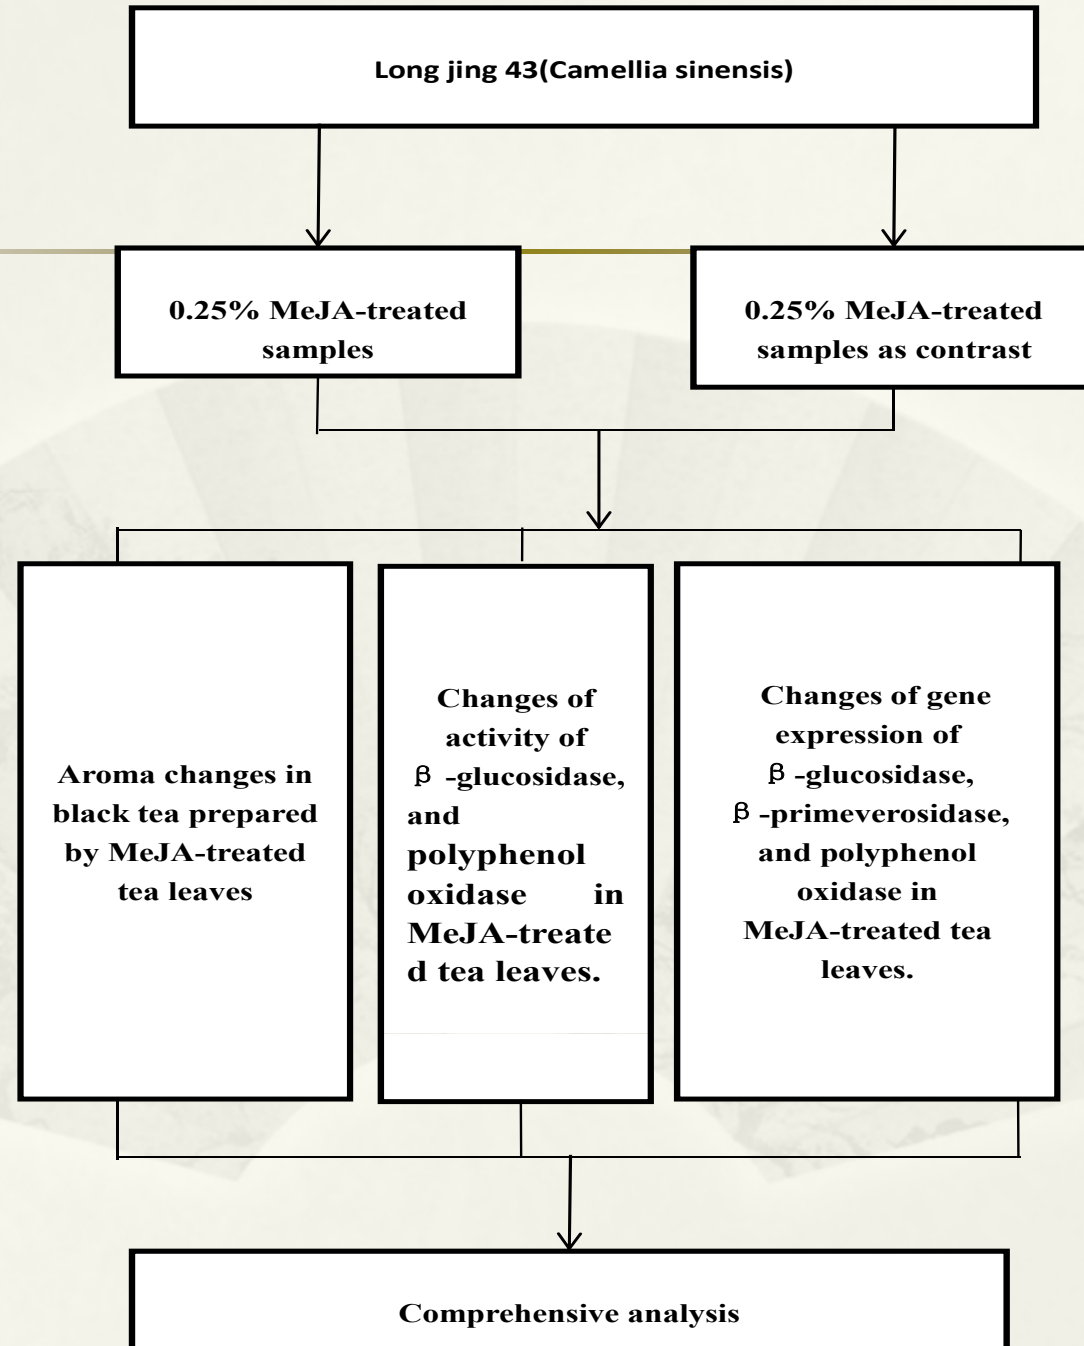 Long jing 43(Camellia sinensis)
0.25% MeJA-treated
samples
0.25% MeJA-treated
samples as contrast
Aroma changes in
black tea prepared
by MeJA-treated
tea leaves
Changes of
activity of
β -glucosidase,
and
polyphenol
oxidase in
MeJA-treate
d tea leaves.
Changes of gene
expression of
β -glucosidase,
β -primeverosidase,
and polyphenol
oxidase in
MeJA-treated tea
leaves.
Comprehensive analysis